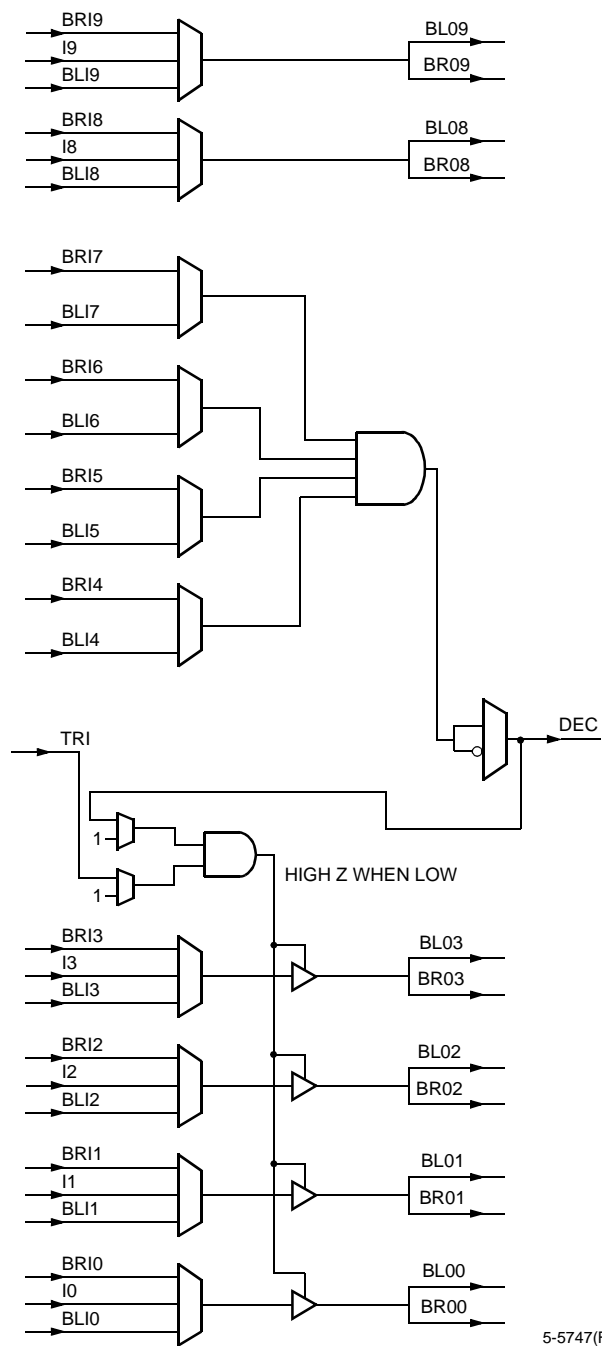 BRI9
I9
BLI9
BL09
BR09
BRI8
I8
BLI8
BL08
BR08
BRI7
BLI7
BRI6
BLI6
BRI5
BLI5
BRI4
BLI4
DEC
TRI
1
1
HIGH Z WHEN LOW
BRI3
I3
BLI3
BL03
BR03
BRI2
I2
BLI2
BL02
BR02
BRI1
I1
BLI1
BL01
BR01
BRI0
I0
BLI0
BL00
BR00
5-5747(F